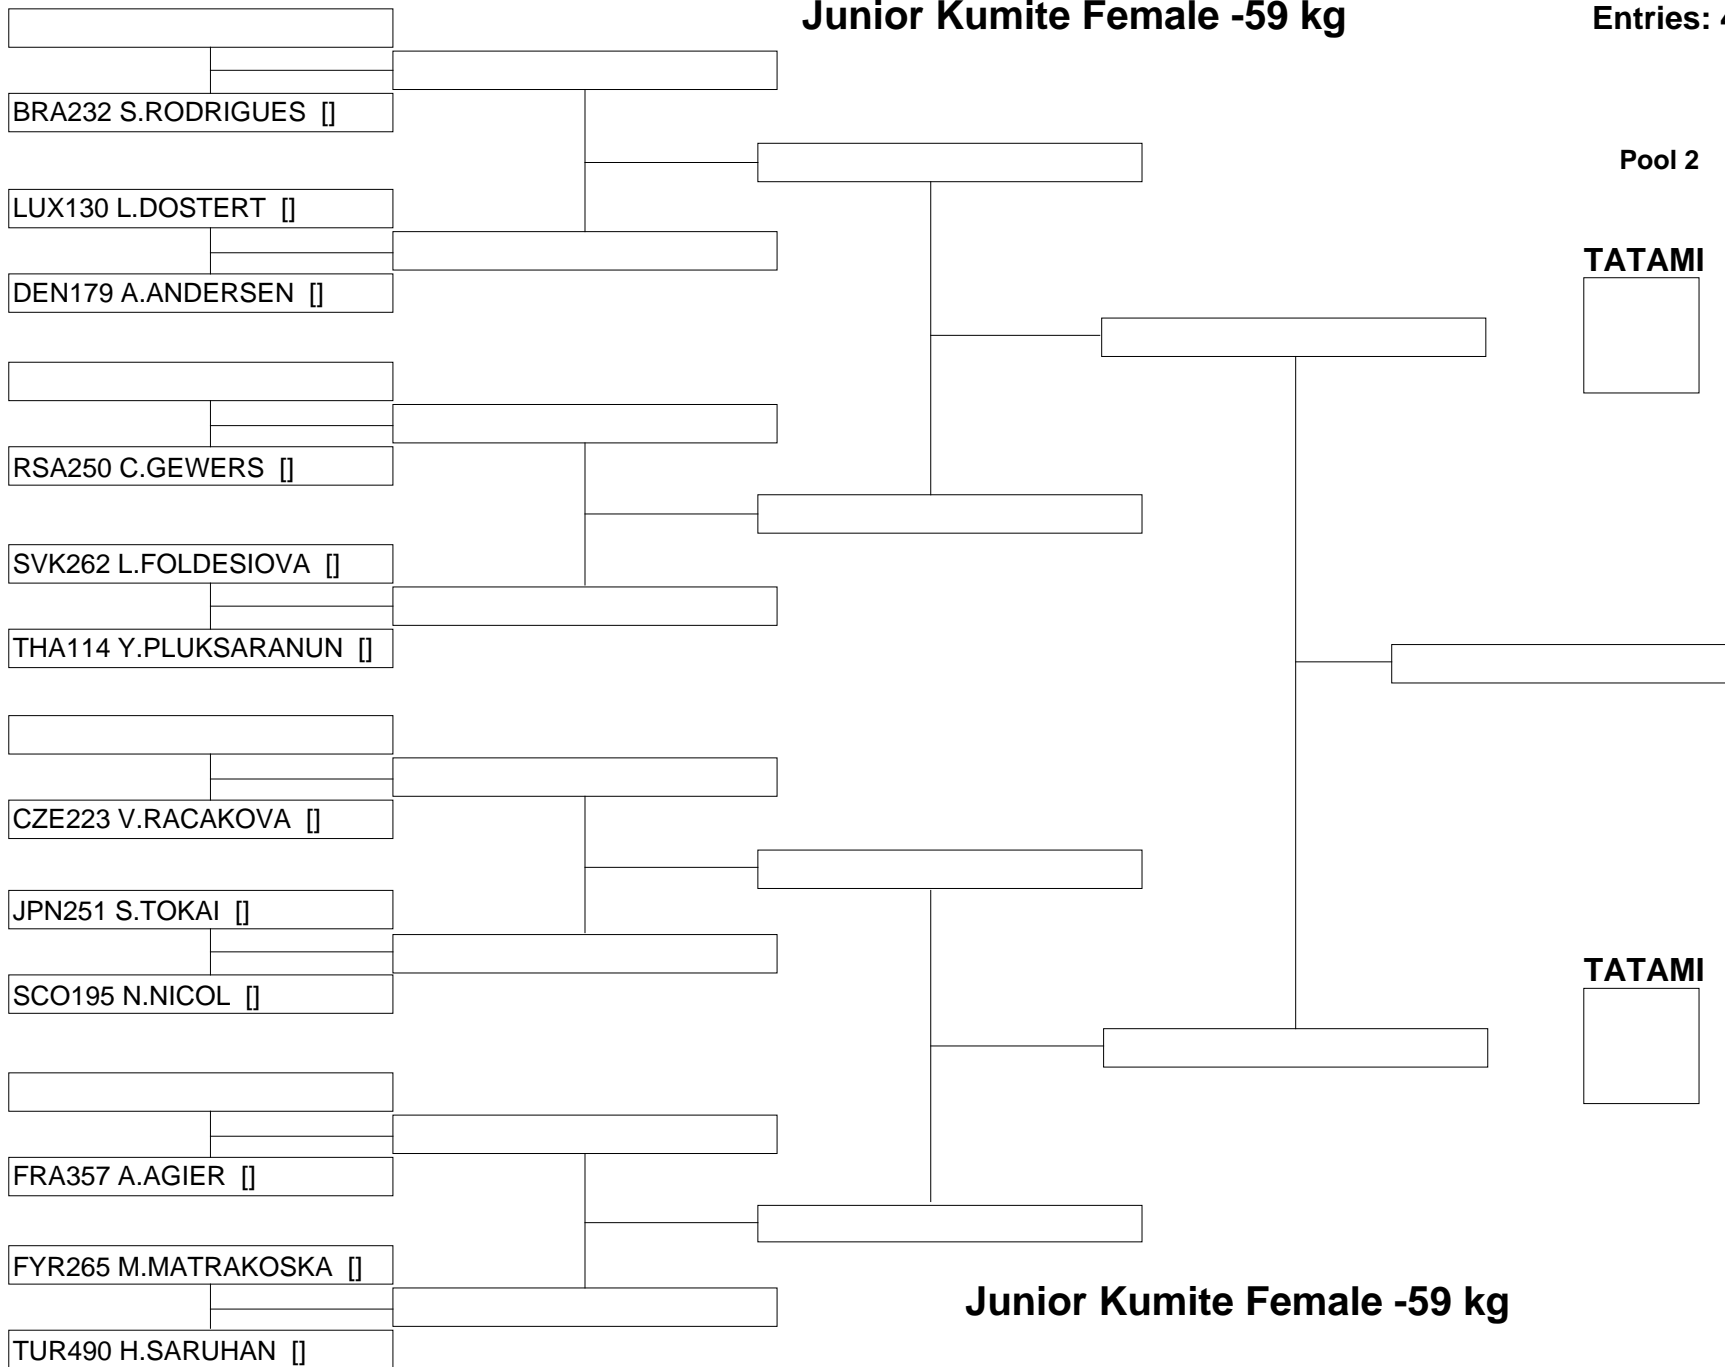 Junior Kumite Female -59 kg
Entries: 4
BRA232 S.RODRIGUES []
Pool 2
LUX130 L.DOSTERT []
TATAMI
DEN179 A.ANDERSEN []
RSA250 C.GEWERS []
SVK262 L.FOLDESIOVA []
THA114 Y.PLUKSARANUN []
CZE223 V.RACAKOVA []
JPN251 S.TOKAI []
TATAMI
SCO195 N.NICOL []
FRA357 A.AGIER []
FYR265 M.MATRAKOSKA []
Junior Kumite Female -59 kg
TUR490 H.SARUHAN []